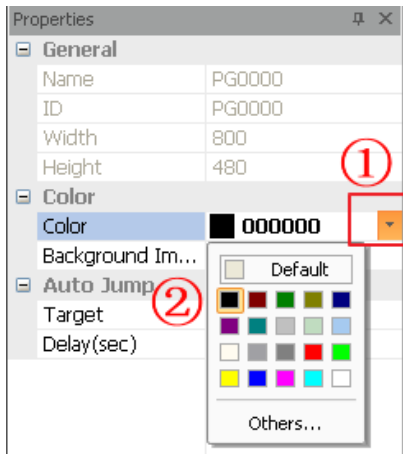 Properties
General
Name PG0000
ID PG0000
Width 800
Height 480
①
Color
Color 000000
Background Im...
Default
Auto Jump
②
Target
Delay(sec)
Others...